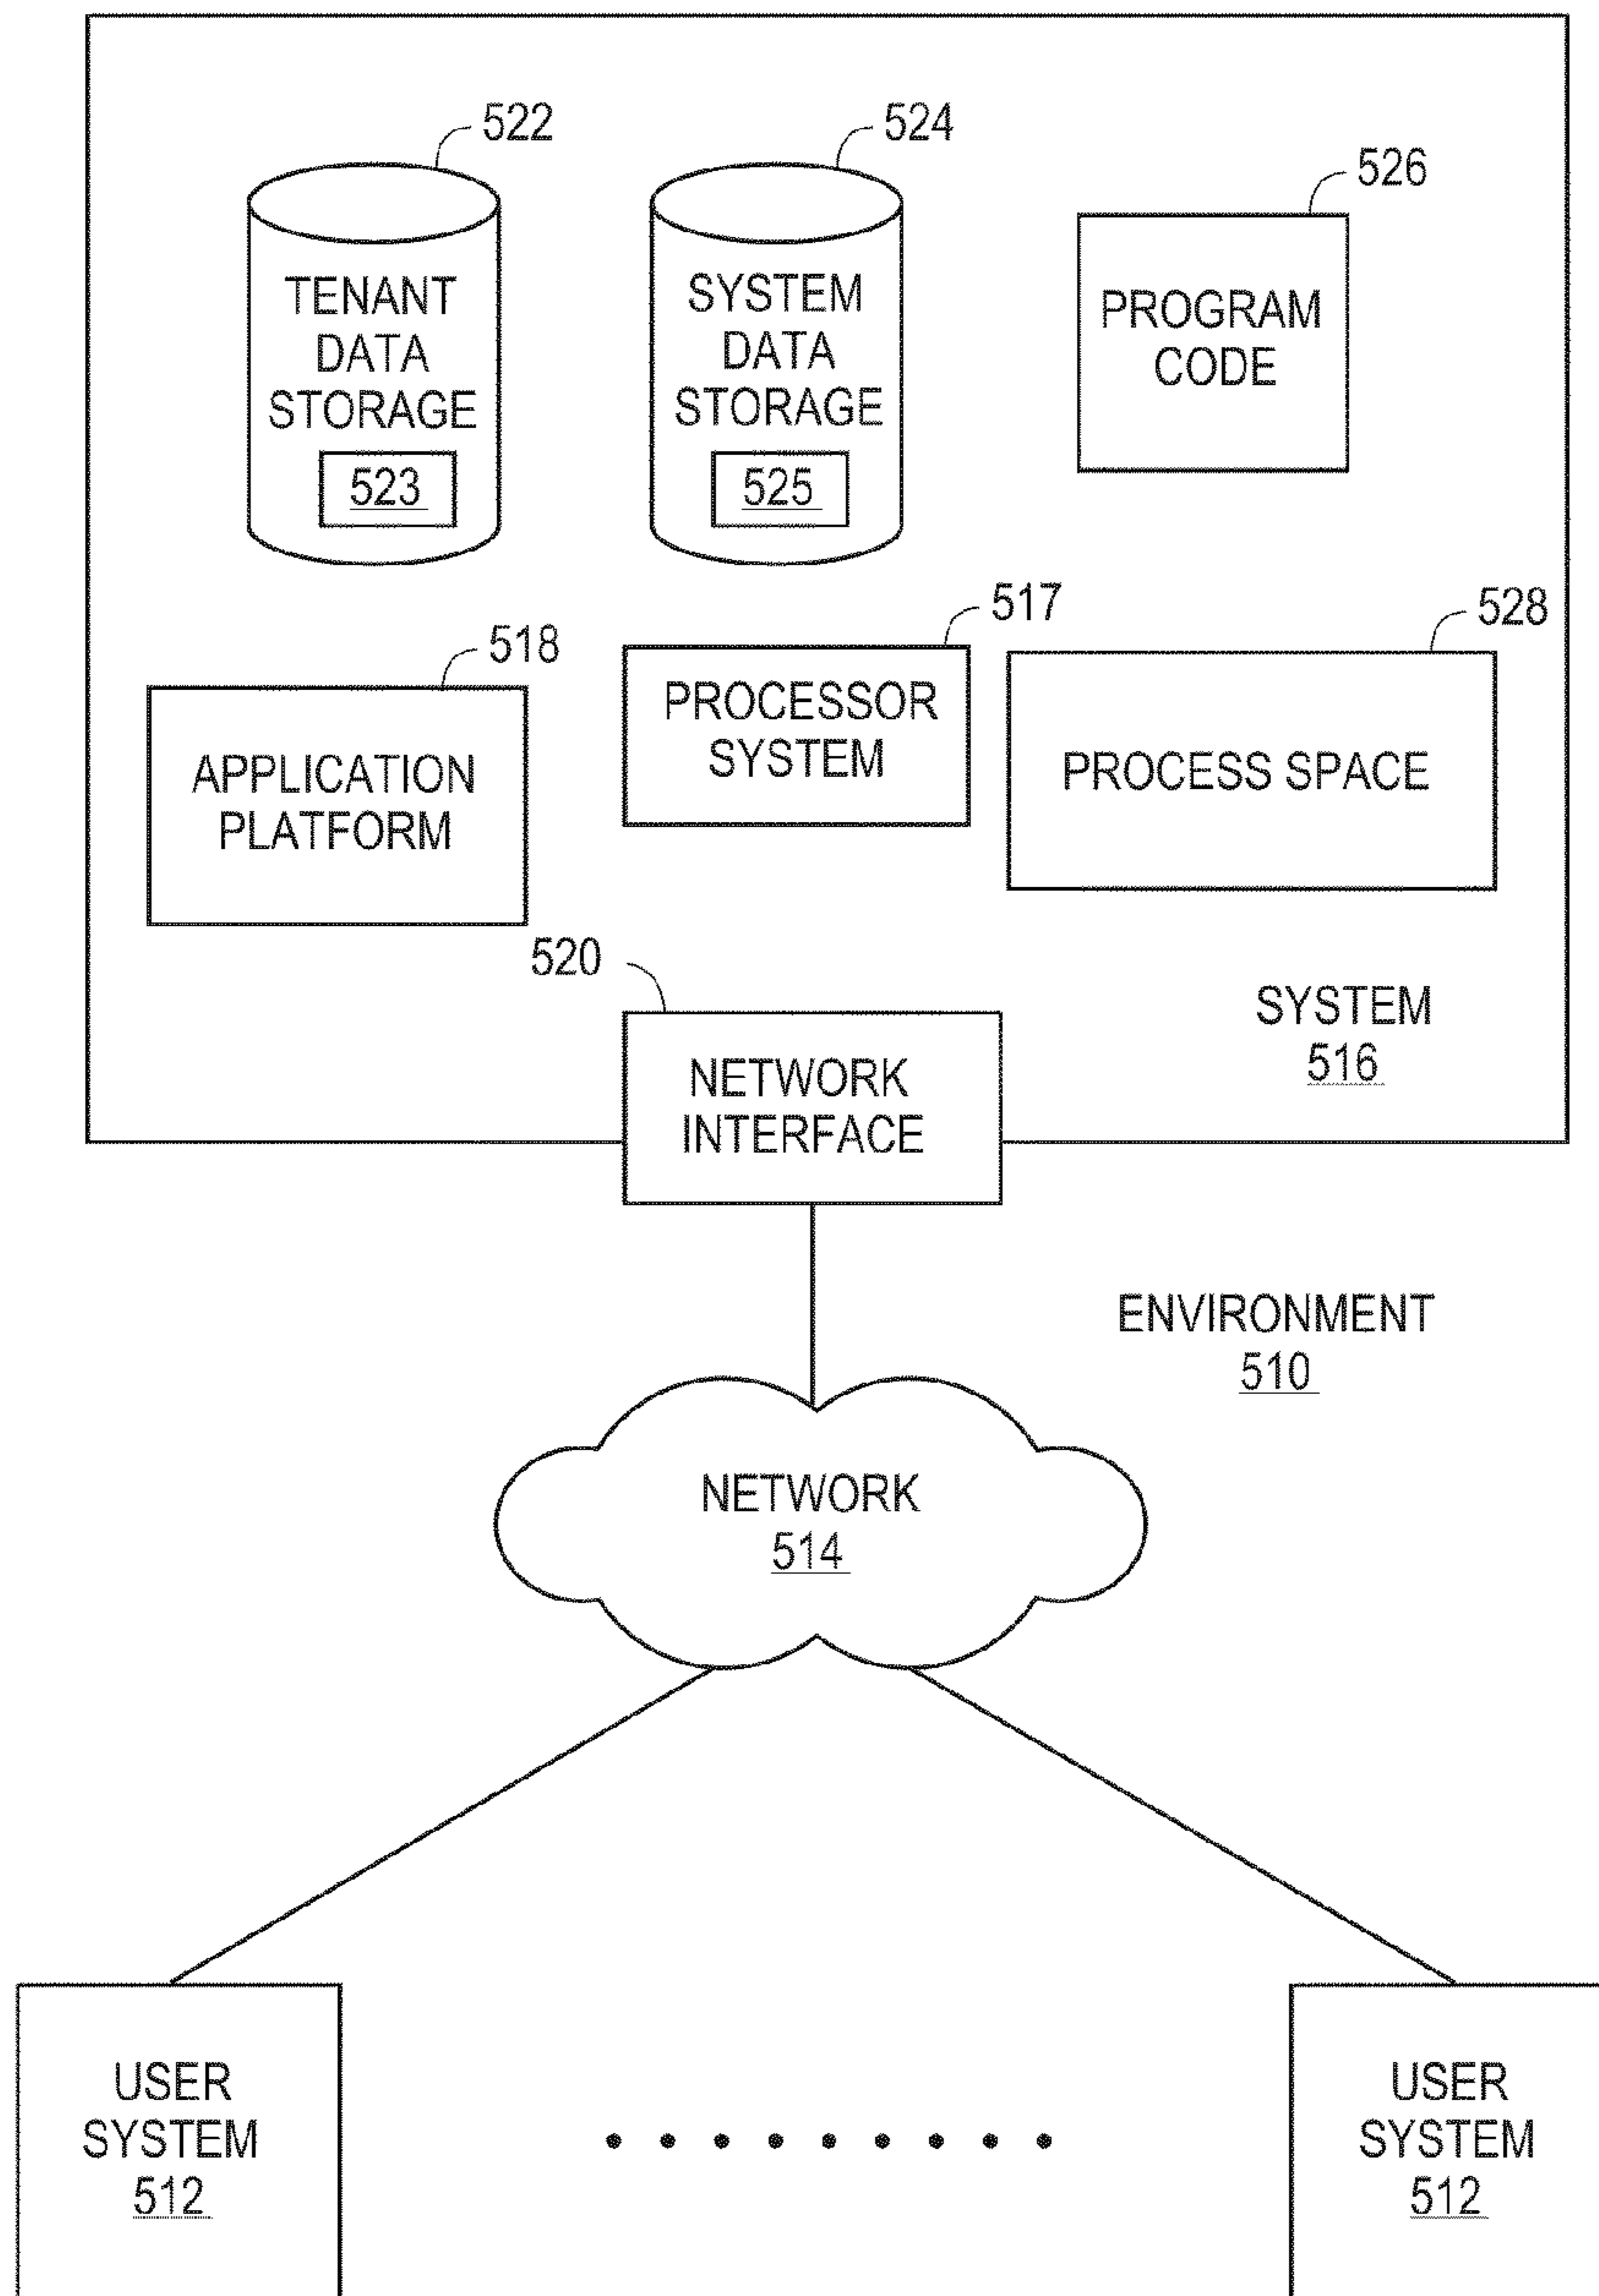 522
524
526
TENANT
DATA
STORAGE
523
SYSTEM
DATA
STORAGE
525
PROGRAM
CODE
518
517
528
APPLICATION
PLATFORM
PROCESSOR
SYSTEM
PROCESS SPACE
520
NETWORK
INTERFACE
SYSTEM
516
ENVIRONMENT
510
NETWORK
514
USER
SYSTEM
512
USER
SYSTEM
512